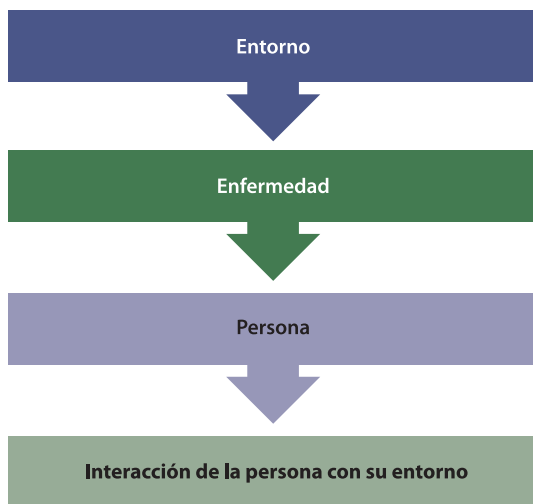 Entorno
Enfermedad
Persona
Interacción de la persona con su entorno